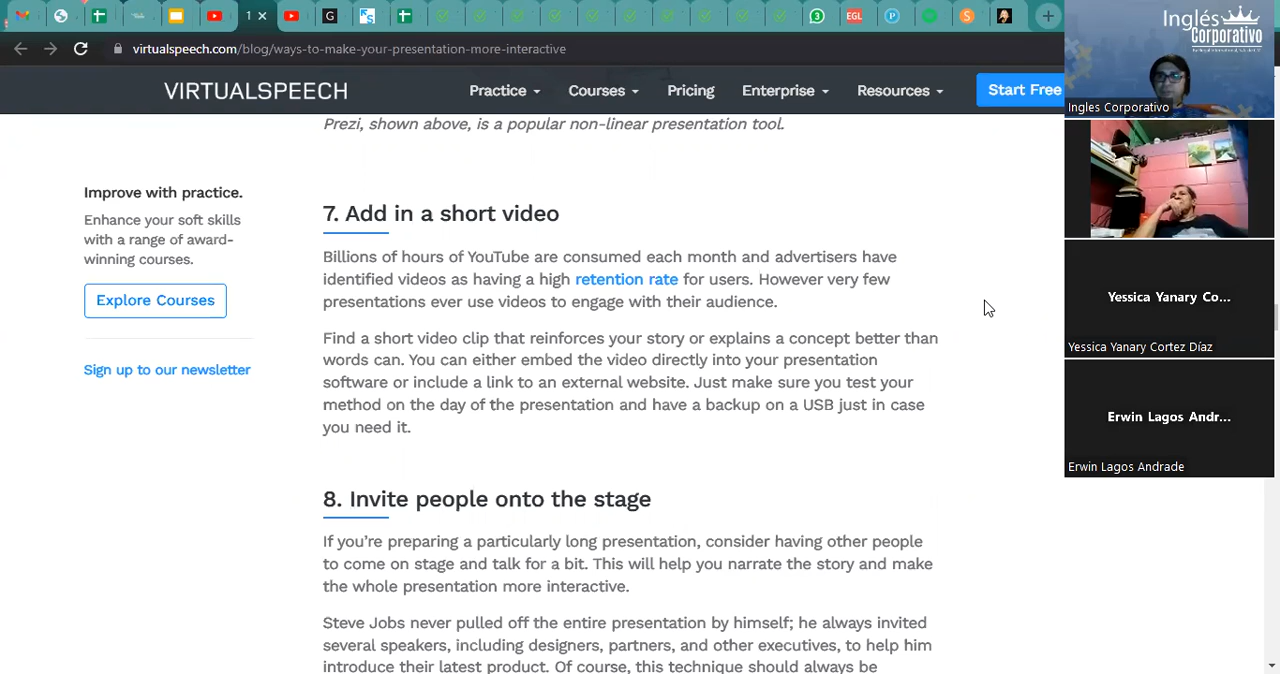 1
3
EGL
P
S
G
virtualspeech.com/blog/ways-to-make-your-presentation-more-interactive
VIRTUALSPEECH
Practice
Courses
Pricing
Enterprise
Resources
Start Free
Prezi, shown above, is a popular non-linear presentation tool.
Improve with practice.
Enhance your soft skills
with a range of award-
winning courses.
Explore Courses
Sign up to our newsletter
7. Add in a short video
Billions of hours of YouTube are consumed each month and advertisers have
identified videos as having a high retention rate for users. However very few
presentations ever use videos to engage with their audience.
Find a short video clip that reinforces your story or explains a concept better than
words can. You can either embed the video directly into your presentation
software or include a link to an external website. Just make sure you test your
method on the day of the presentation and have a backup on a USB just in case
you need it.
8. Invite people onto the stage
If you're preparing a particularly long presentation, consider having other people
to come on stage and talk for a bit. This will help you narrate the story and make
the whole presentation more interactive.
Steve Jobs never pulled off the entire presentation by himself; he always invited
several speakers, including designers, partners, and other executives, to help him
introduce their latest product. Of course, this technique should always be
Inglés
Corporativo
Ingles Corporativo
Yessica Yanary Co...
Yessica Yanary Cortez Díaz
Erwin Lagos Andr...
Erwin Lagos Andrade